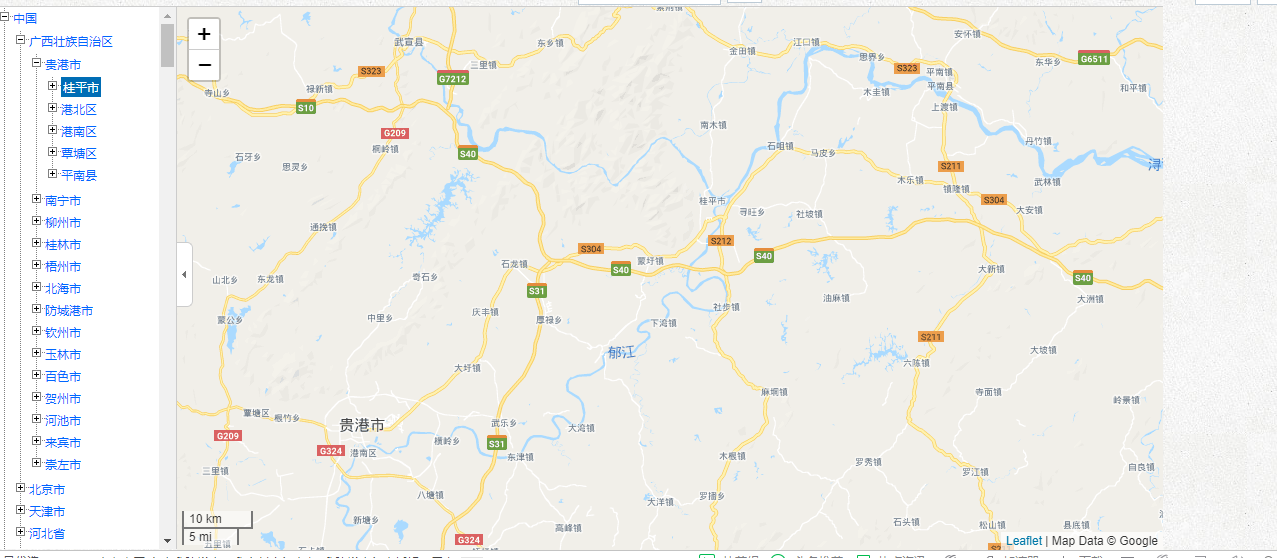 中国
广西壮族自治区
贵港市
桂平市
港北区
港南区
覃塘区
平南县
南宁市
柳州市
桂林市
梧州市
北海市
防城港市
钦州市
玉林市
百色市
贺州市
河池市
来宾市
崇左市
北京市
天津市
河北省
+
−
武宣县
东乡镇
金田镇
江口镇
安怀镇
三里镇
G7212
S323
思界乡
S323
平南镇
平南县
东华乡
G6511
寺山乡
禄新镇
S10
木圭镇
上渡镇
和平镇
G209
南木镇
桐岭镇
S40
石牙乡
思灵乡
石咀镇
马皮乡
丹竹镇
S211
浔
木乐镇
镇隆镇
武林镇
桂平市
寻旺乡
社坡镇
S304
大安镇
通挽镇
S212
S304
蒙圩镇
S40
S40
石龙镇
奇石乡
山北乡
东龙镇
S31
大新镇
S40
油麻镇
大洲镇
社步镇
庆丰镇
厚禄乡
中里乡
蒙公乡
下湾镇
S211
郁江
大坡镇
六陈镇
大圩镇
麻垌镇
寺面镇
岭景镇
覃塘区
根竹乡
贵港市
武乐乡
大湾镇
G209
横岭乡
S31
G324
港南区
东津镇
木根镇
罗秀镇
三里镇
自良镇
罗江镇
八塘镇
罗播乡
大洋镇
新塘乡
石头镇
高峰镇
松山镇
县底镇
五里镇
G324
10 km
5 mi
Leaflet | Map Data © Google